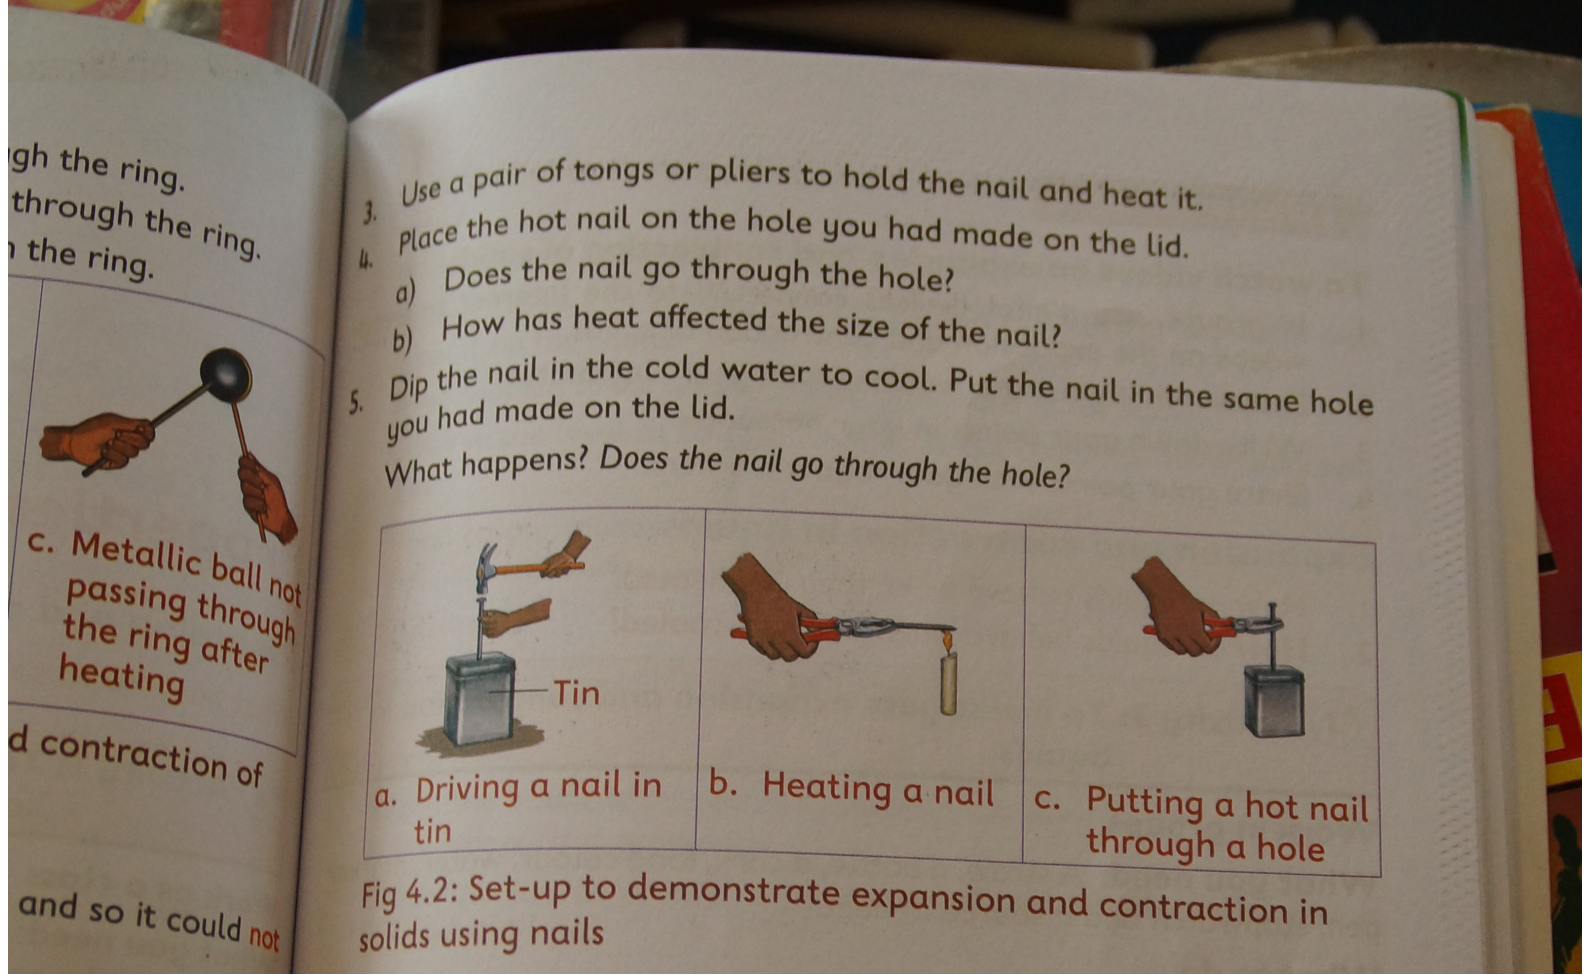 gh the ring.
through the ring.
the ring.
c. Metallic ball not
passing through
the ring after
heating
d contraction of
and so it could not
3. Use a pair of tongs or pliers to hold the nail and heat it.
4. Place the hot nail on the hole you had made on the lid.
a) Does the nail go through the hole?
b) How has heat affected the size of the nail?
5. Dip the nail in the cold water to cool. Put the nail in the same hole
you had made on the lid.
What happens? Does the nail go through the hole?
Tin
a. Driving a nail in
tin
b. Heating a nail
c. Putting a hot nail
through a hole
Fig 4.2: Set-up to demonstrate expansion and contraction in
solids using nails